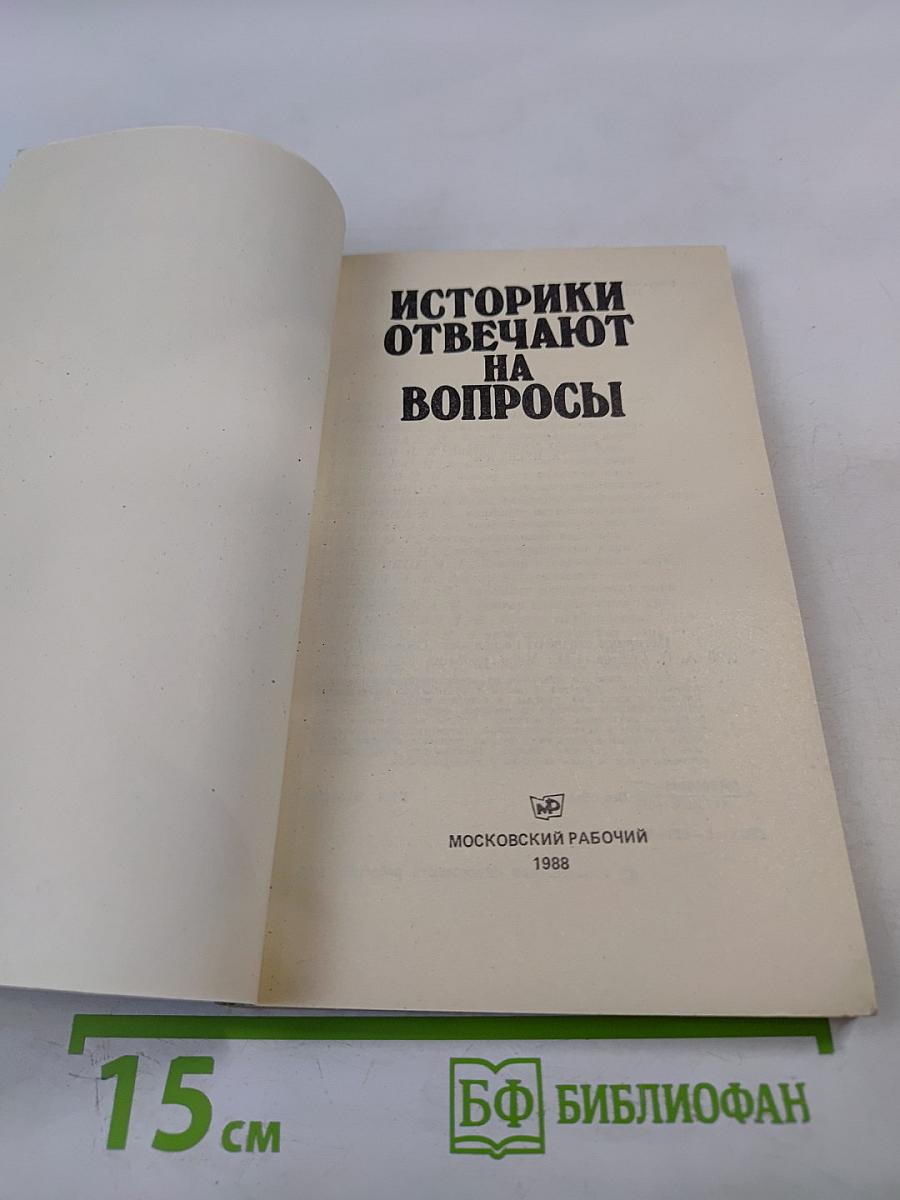 ИСТОРИКИ
ОТВЕЧАЮТ
НА
ВОПРОСЫ
МР
МОСКОВСКИЙ РАБОЧИЙ
1988
15 см
БФ БИБЛИОФАН